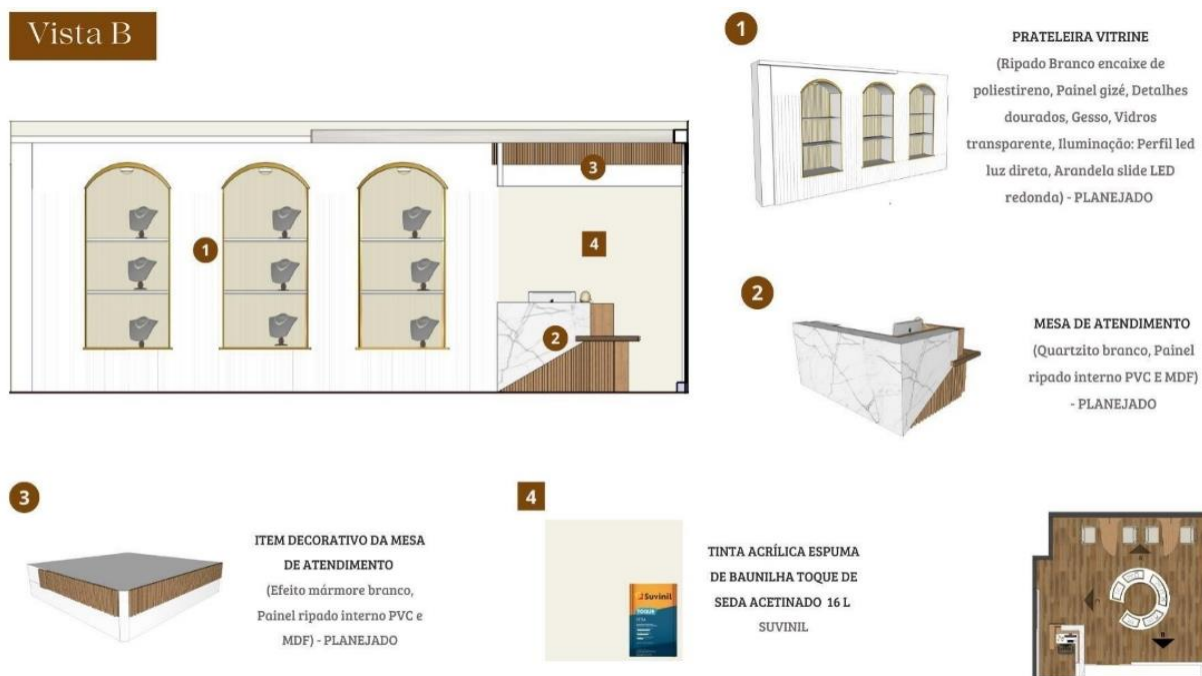 Vista B
1
3
4
2
1
PRATELEIRA VITRINE
(Ripado Branco encaixe de
poliestireno, Painel gizé, Detalhes
dourados, Gesso, Vidros
transparente, Iluminação: Perfil led
luz direta, Arandela slide LED
redonda) - PLANEJADO
2
MESA DE ATENDIMENTO
(Quartzito branco, Painel
ripado interno PVC E MDF)
- PLANEJADO
3
ITEM DECORATIVO DA MESA
DE ATENDIMENTO
(Efeito mármore branco,
Painel ripado interno PVC e
MDF) - PLANEJADO
4
Suvinil
TOQUE
TINTA ACRÍLICA ESPUMA
DE BAUNILHA TOQUE DE
SEDA ACETINADO 16 L
SUVINIL